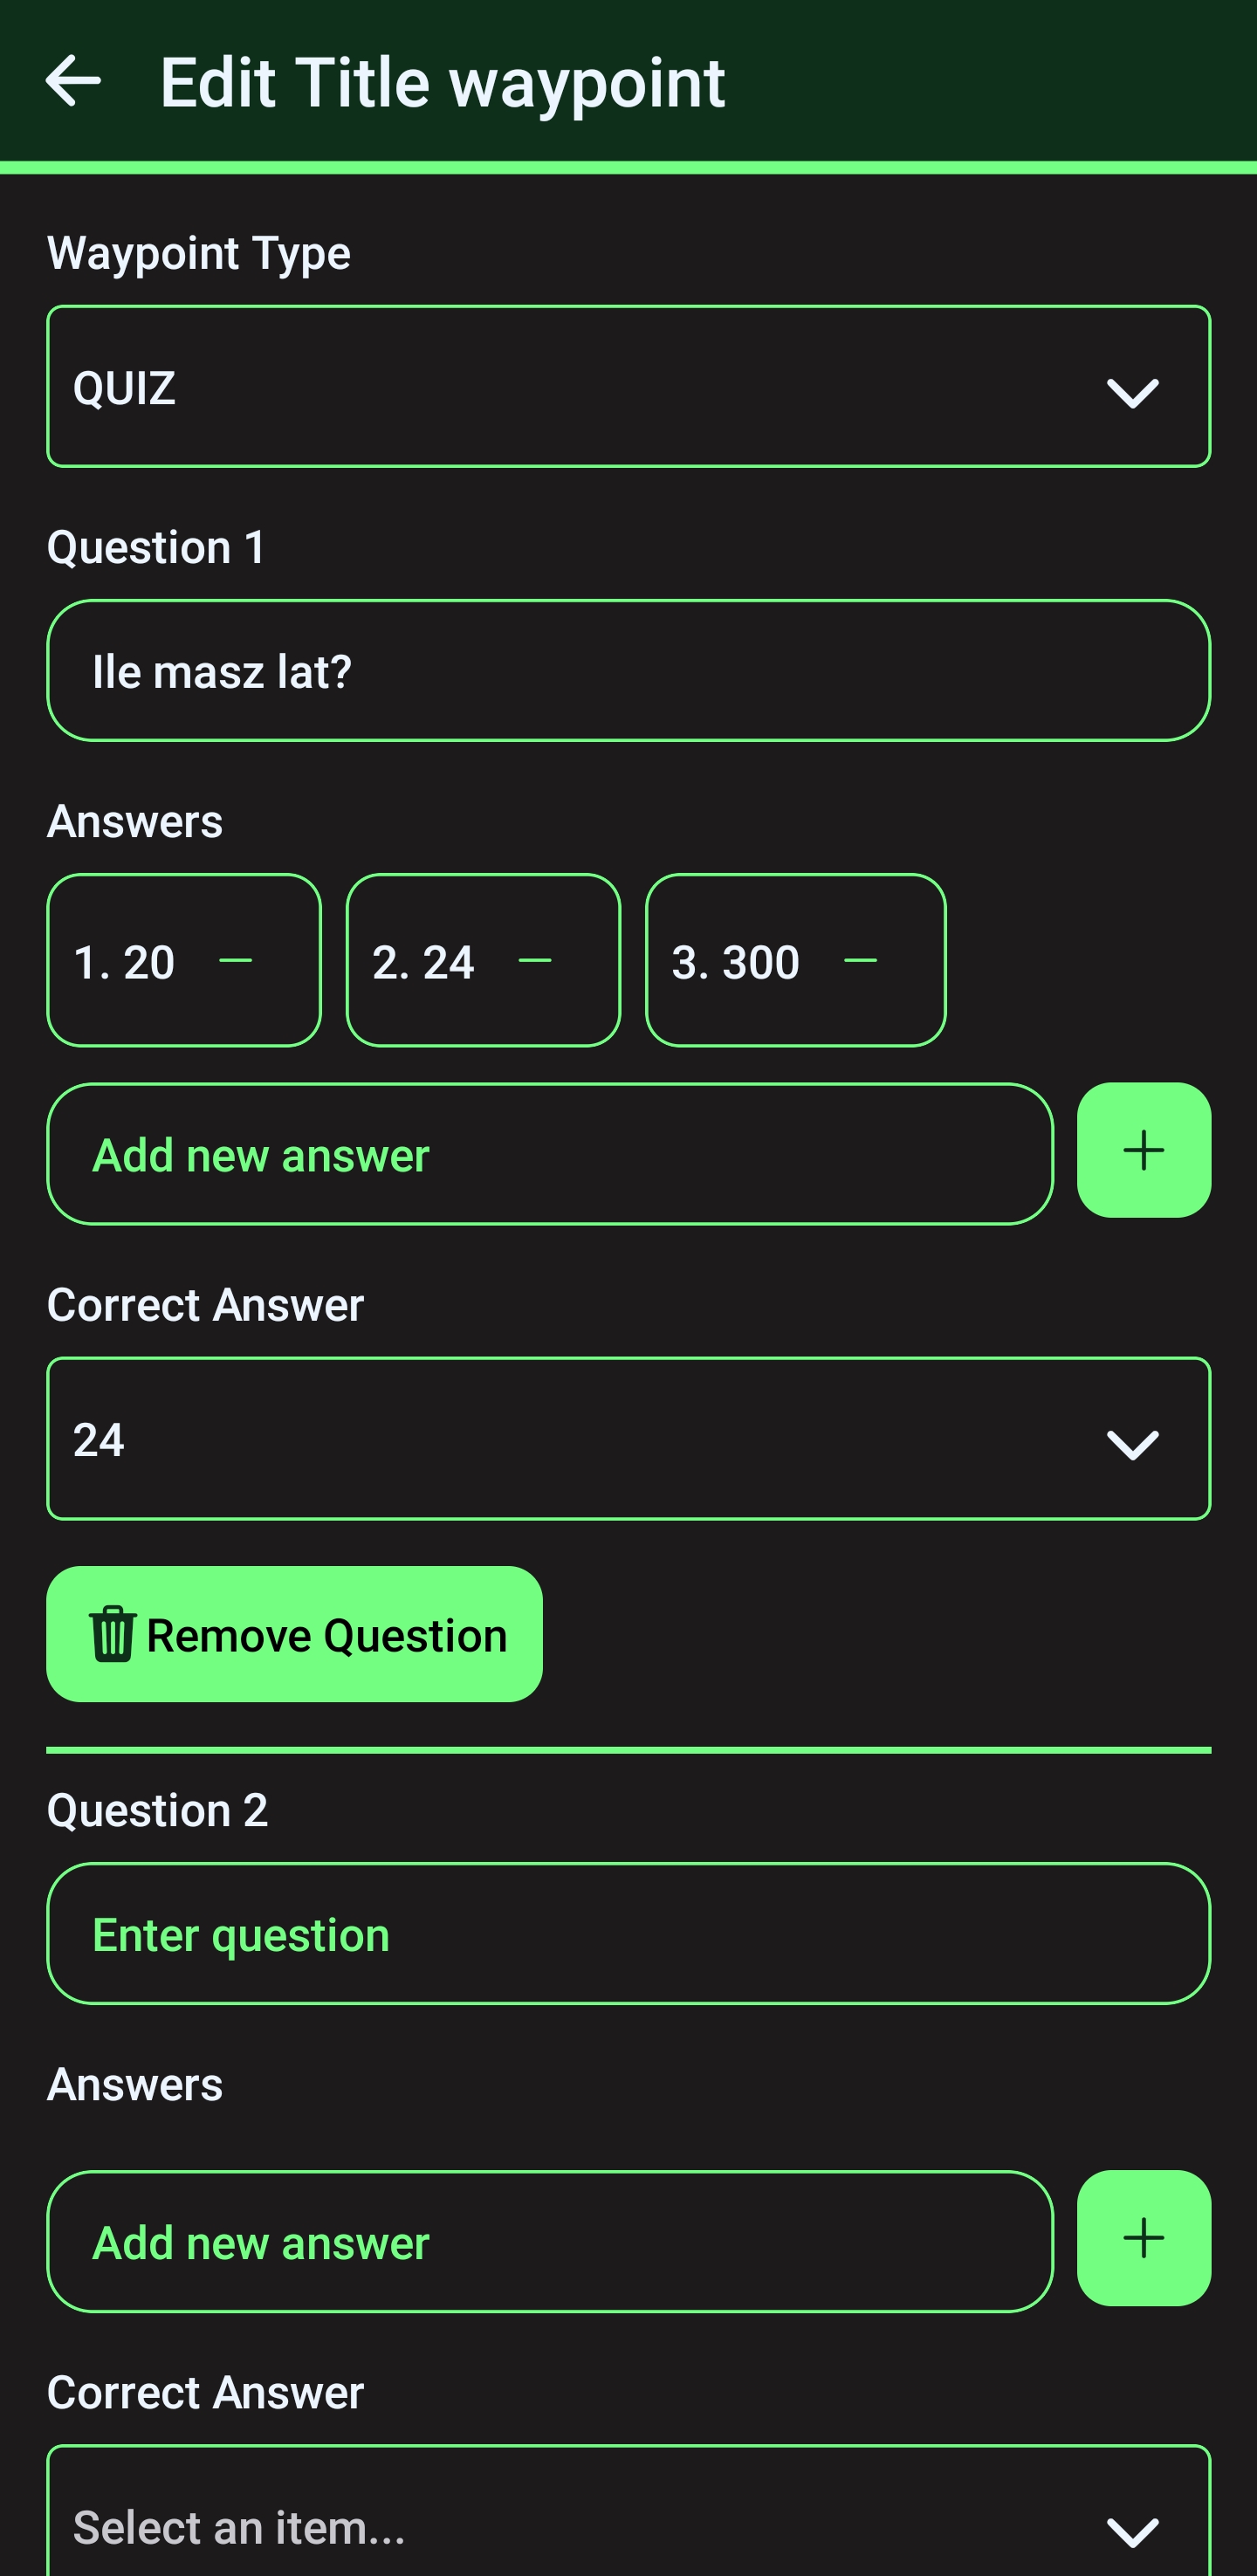 Edit Title waypoint
Waypoint Type
QUIZ
Question 1
Ile masz lat?
Answers
1. 20 2. 24 3. 300
Add new answer
Correct Answer
24
Remove Question
Question 2
Enter question
Answers
Add new answer
Correct Answer
Select an item...